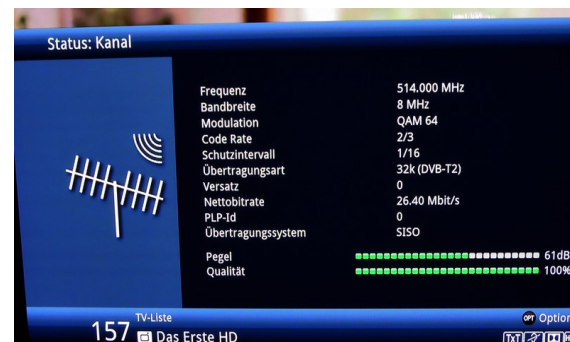 Status: Kanal
Frequenz 514.000 MHz
Bandbreite 8 MHz
Modulation QAM 64
Code Rate 2/3
Schutzintervall 1/16
Übertragungsart 32k (DVB-T2)
Versatz 0
Nettobitrate 26.40 Mbit/s
PLP-Id 0
Übertragungssystem SISO
Pegel 61dB
Qualität 100%
TV-Liste OPT Option
157 Das Erste HD TXT